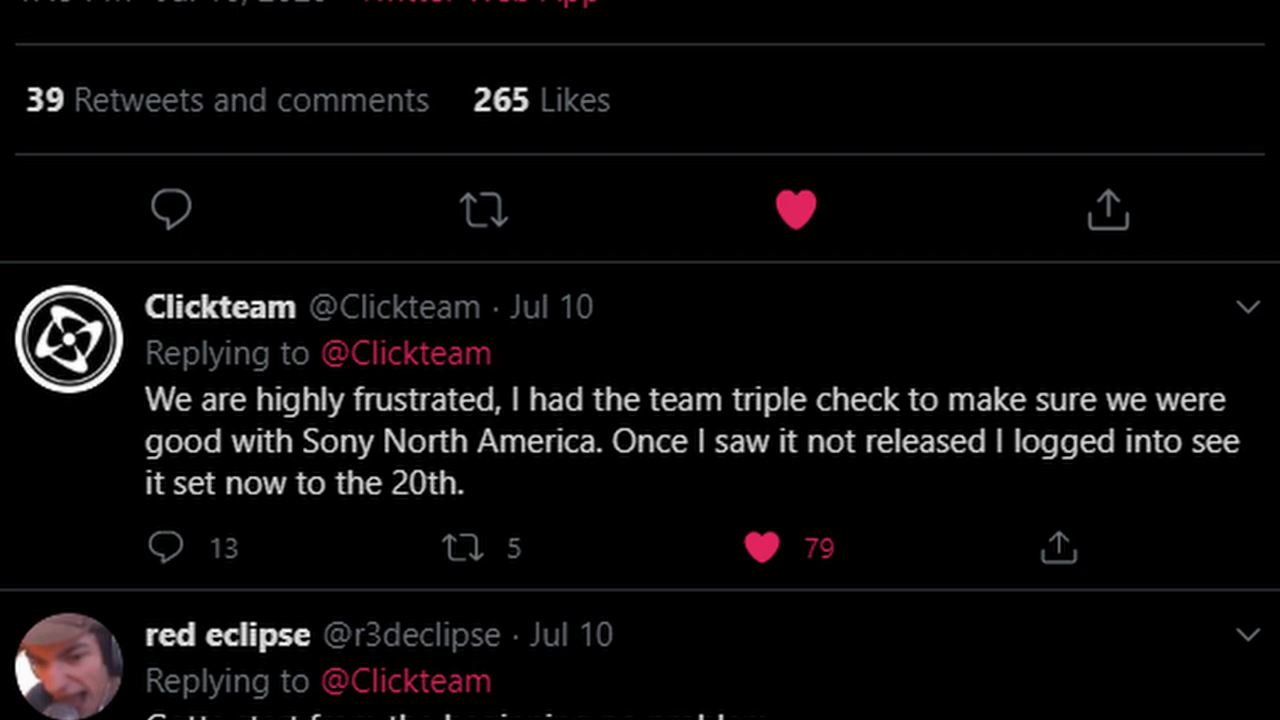 Twitter Web App
39 Retweets and comments 265 Likes
Clickteam @Clickteam · Jul 10
Replying to @Clickteam
We are highly frustrated, I had the team triple check to make sure we were
good with Sony North America. Once I saw it not released I logged into see
it set now to the 20th.
13 5 79
red eclipse @r3declipse · Jul 10
Replying to @Clickteam